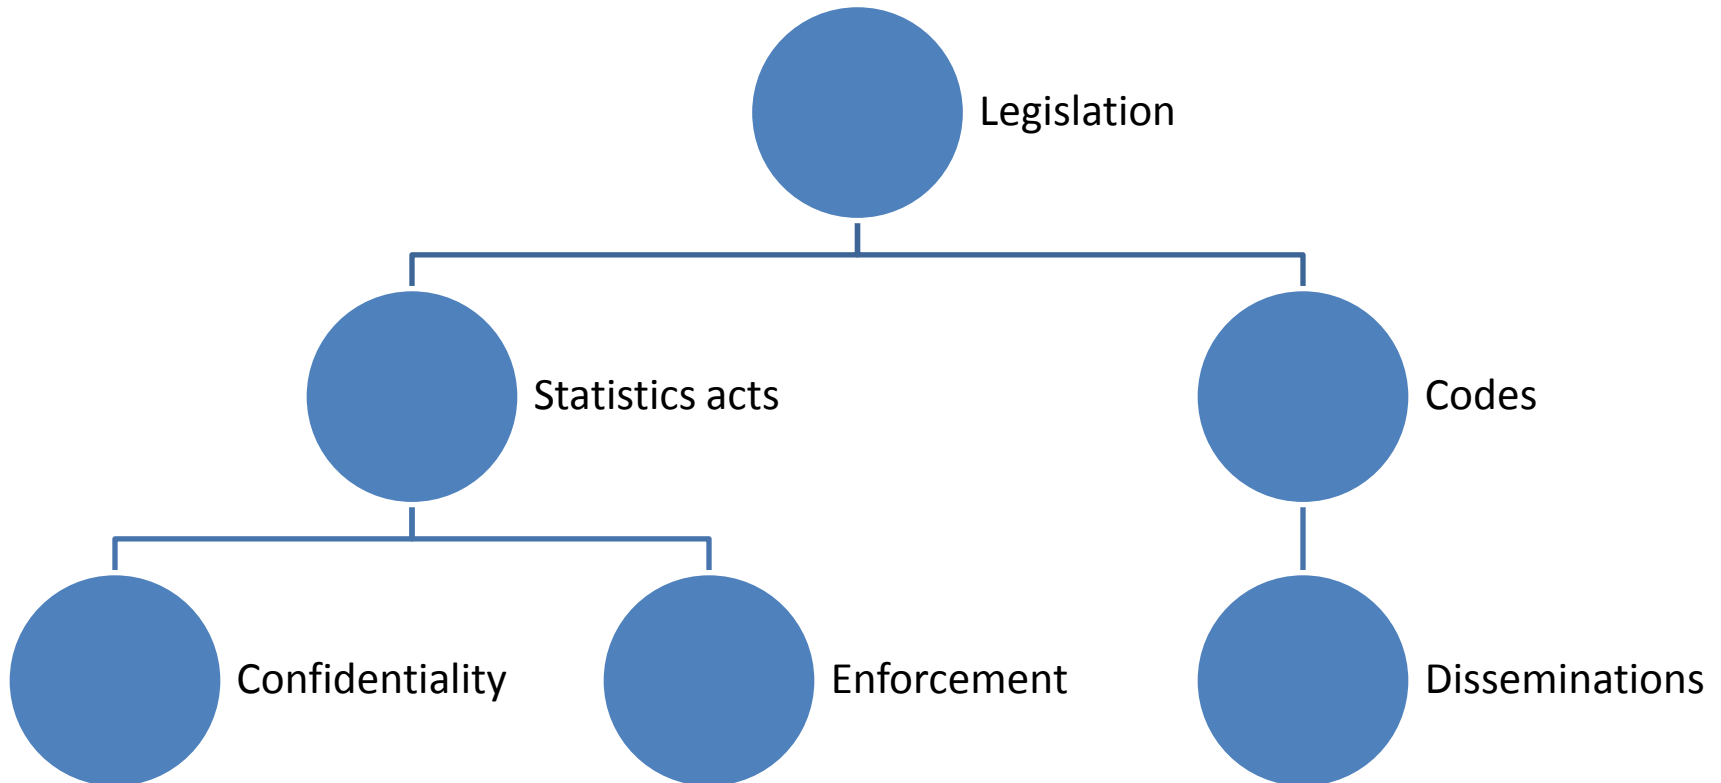 Legislation
Statistics acts
Codes
Confidentiality
Enforcement
Disseminations